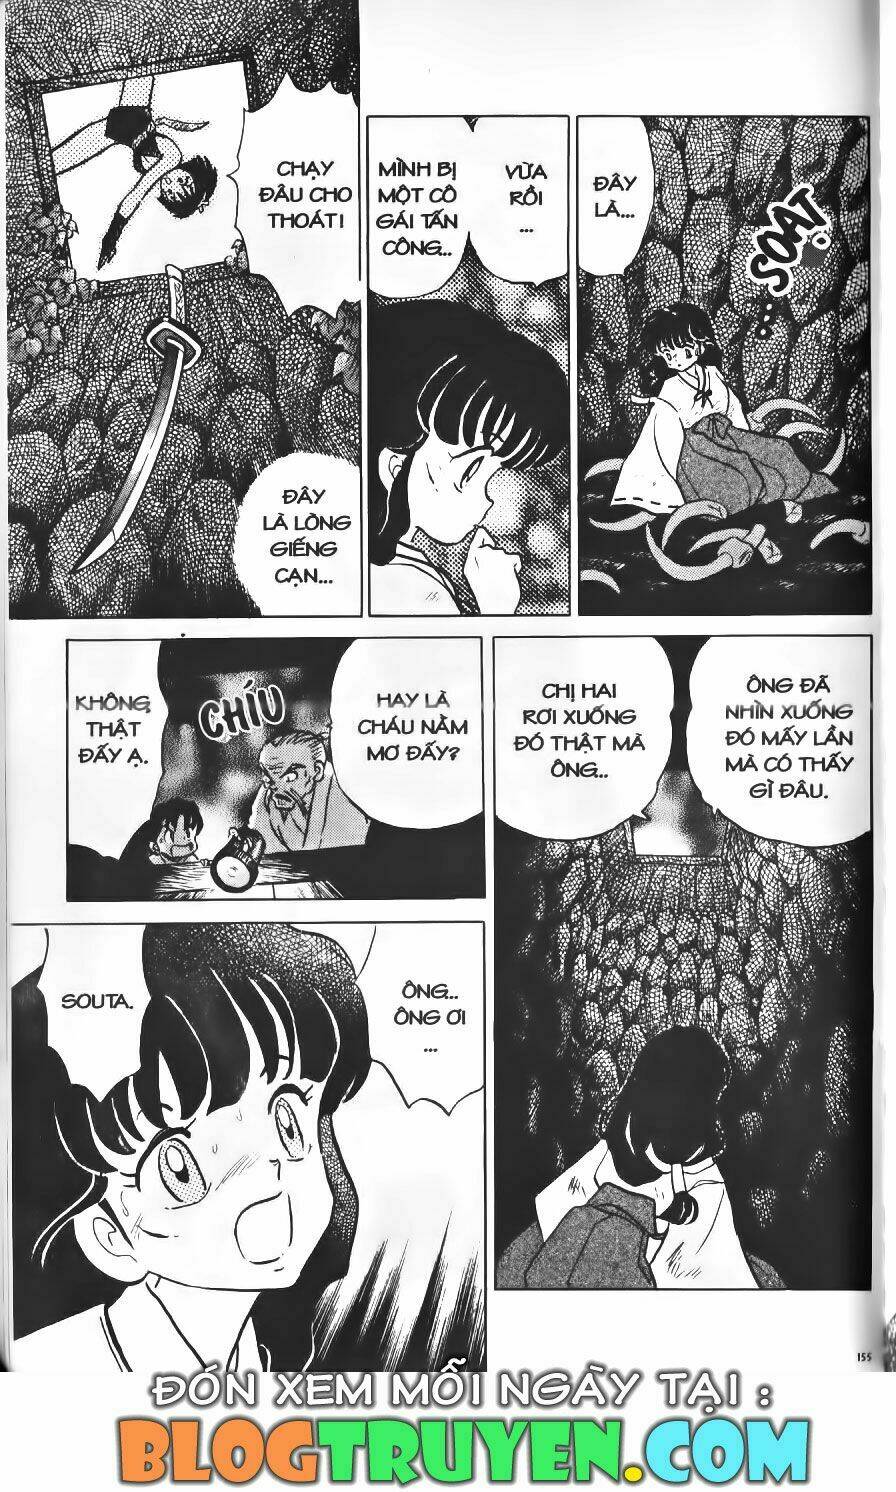 ĐÂY
LÀ...
SOẠT
...
VỪA
RỒI
...
MÌNH BỊ
MỘT CÔ
GÁI TẤN
CÔNG...
CHẠY
ĐÂU CHO
THOÁT!
ĐÂY
LÀ LÒNG
GIẾNG
CẠN...
ÔNG ĐÃ
NHÌN XUỐNG
ĐÓ MẤY LẦN
MÀ CÓ THẤY
GÌ ĐÂU.
CHỊ HAI
RƠI XUỐNG
ĐÓ THẬT MÀ
ÔNG...
HAY LÀ
CHÁU NẰM
MƠ ĐẤY?
CHÍU
KHÔNG,
THẬT
ĐẤY Ạ.
ÔNG..
ÔNG ƠI
...
SOUTA.
155
ĐÓN XEM MỖI NGÀY TẠI :
BLOGTRUYEN.COM